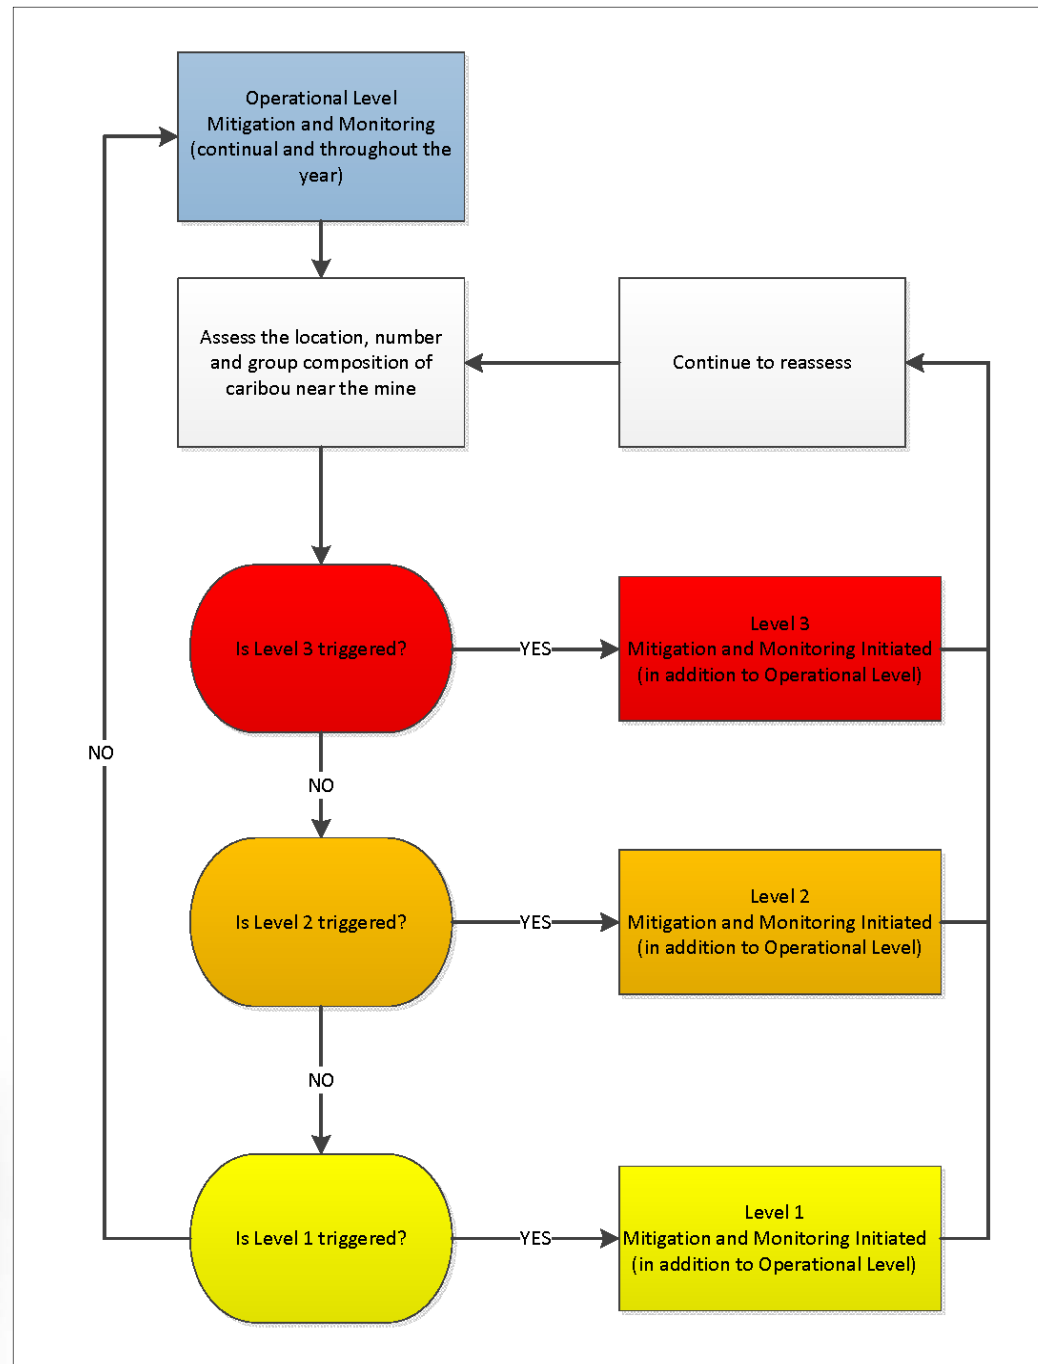 Operational Level
Mitigation and Monitoring
(continual and throughout the
year)
Assess the location, number
and group composition of
caribou near the mine
Continue to reassess
Is Level 3 triggered?
YES
Level 3
Mitigation and Monitoring Initiated
(in addition to Operational Level)
NO
NO
Is Level 2 triggered?
YES
Level 2
Mitigation and Monitoring Initiated
(in addition to Operational Level)
NO
Is Level 1 triggered?
YES
Level 1
Mitigation and Monitoring Initiated
(in addition to Operational Level)